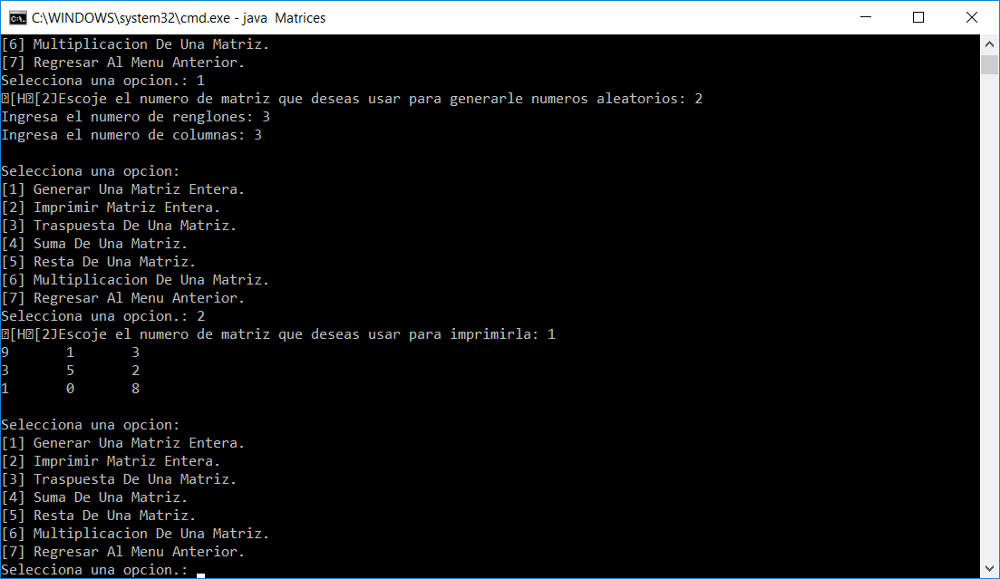 C:\WINDOWS\system32\cmd.exe - java  Matrices
[6] Multiplicacion De Una Matriz.
[7] Regresar Al Menu Anterior.
Selecciona una opcion.: 1
⍰[H⍰[2JEscoje el numero de matriz que deseas usar para generarle numeros aleatorios: 2
Ingresa el numero de renglones: 3
Ingresa el numero de columnas: 3
Selecciona una opcion:
[1] Generar Una Matriz Entera.
[2] Imprimir Matriz Entera.
[3] Traspuesta De Una Matriz.
[4] Suma De Una Matriz.
[5] Resta De Una Matriz.
[6] Multiplicacion De Una Matriz.
[7] Regresar Al Menu Anterior.
Selecciona una opcion.: 2
⍰[H⍰[2JEscoje el numero de matriz que deseas usar para imprimirla: 1
9       1       3
3       5       2
1       0       8
Selecciona una opcion:
[1] Generar Una Matriz Entera.
[2] Imprimir Matriz Entera.
[3] Traspuesta De Una Matriz.
[4] Suma De Una Matriz.
[5] Resta De Una Matriz.
[6] Multiplicacion De Una Matriz.
[7] Regresar Al Menu Anterior.
Selecciona una opcion.: